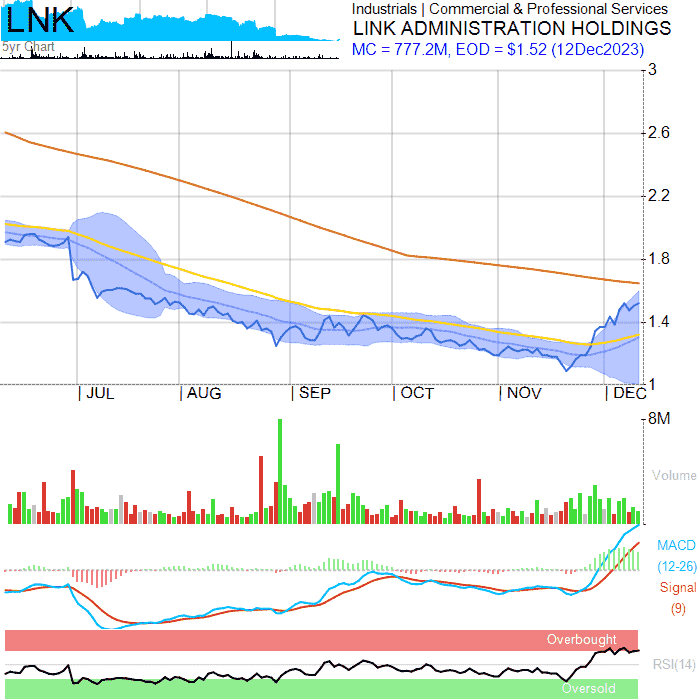 LNK
Industrials | Commercial & Professional Services
LINK ADMINISTRATION HOLDINGS
5yr Chart
MC = 777.2M, EOD = $1.52 (12Dec2023)
3
2.6
2.2
1.8
1.4
1
| JUL | AUG | SEP | OCT | NOV | DEC
8M
Volume
MACD
(12-26)
Signal
(9)
Overbought
RSI(14)
Oversold